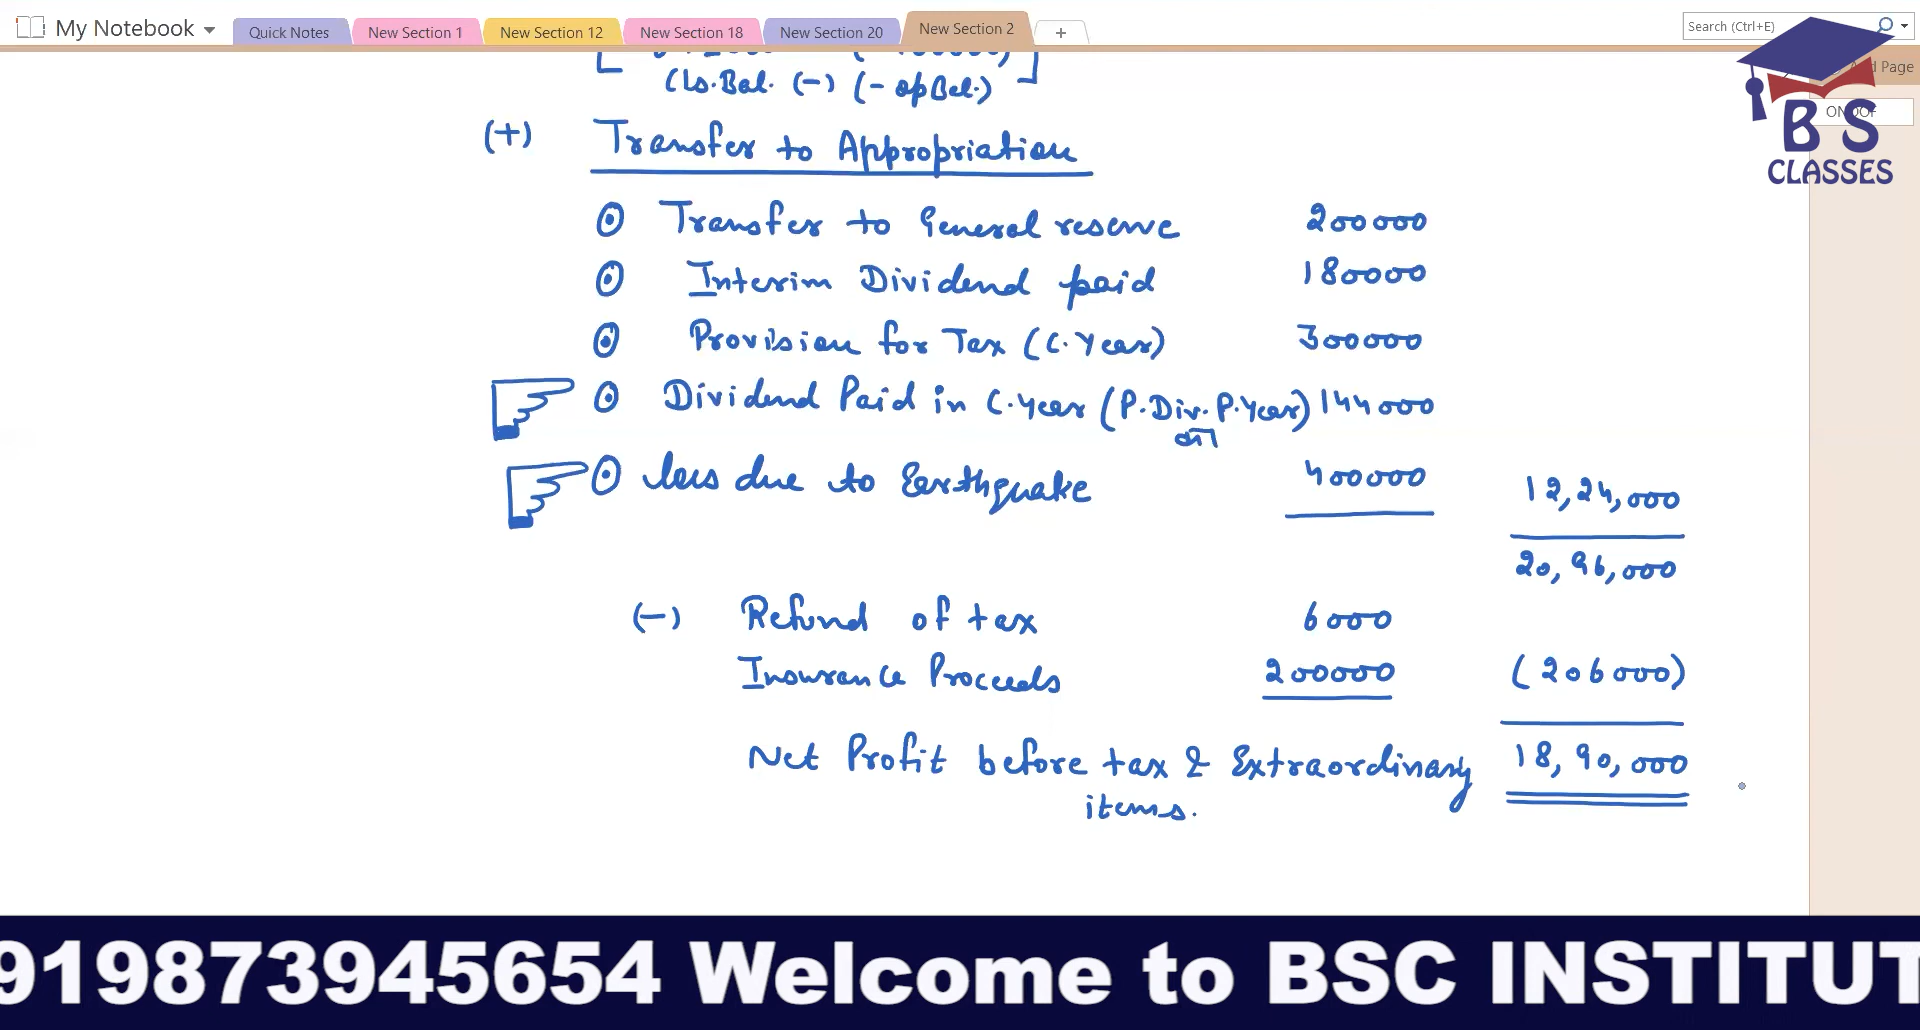 My Notebook
Quick Notes
New Section 1
New Section 12
New Section 18
New Section 20
New Section 2
+
Search (Ctrl+E)
Page
Cls.Bal. (-) (- opBal.)
(+) Transfer to Appropriation
Transfer to General reserve 200000
Interim Dividend paid 180000
Provision for Tax (C.Year) 300000
Dividend Paid in C.year (P.Div. P.Year) 144000
loss due to Earthquake 400000 12,24,000
20,96,000
(-) Refund of tax 6000
Insurance Proceeds 200000 (206000)
Net Profit before tax & Extraordinary 18,90,000
items.
BS
CLASSES
919873945654 Welcome to BSC INSTITUT